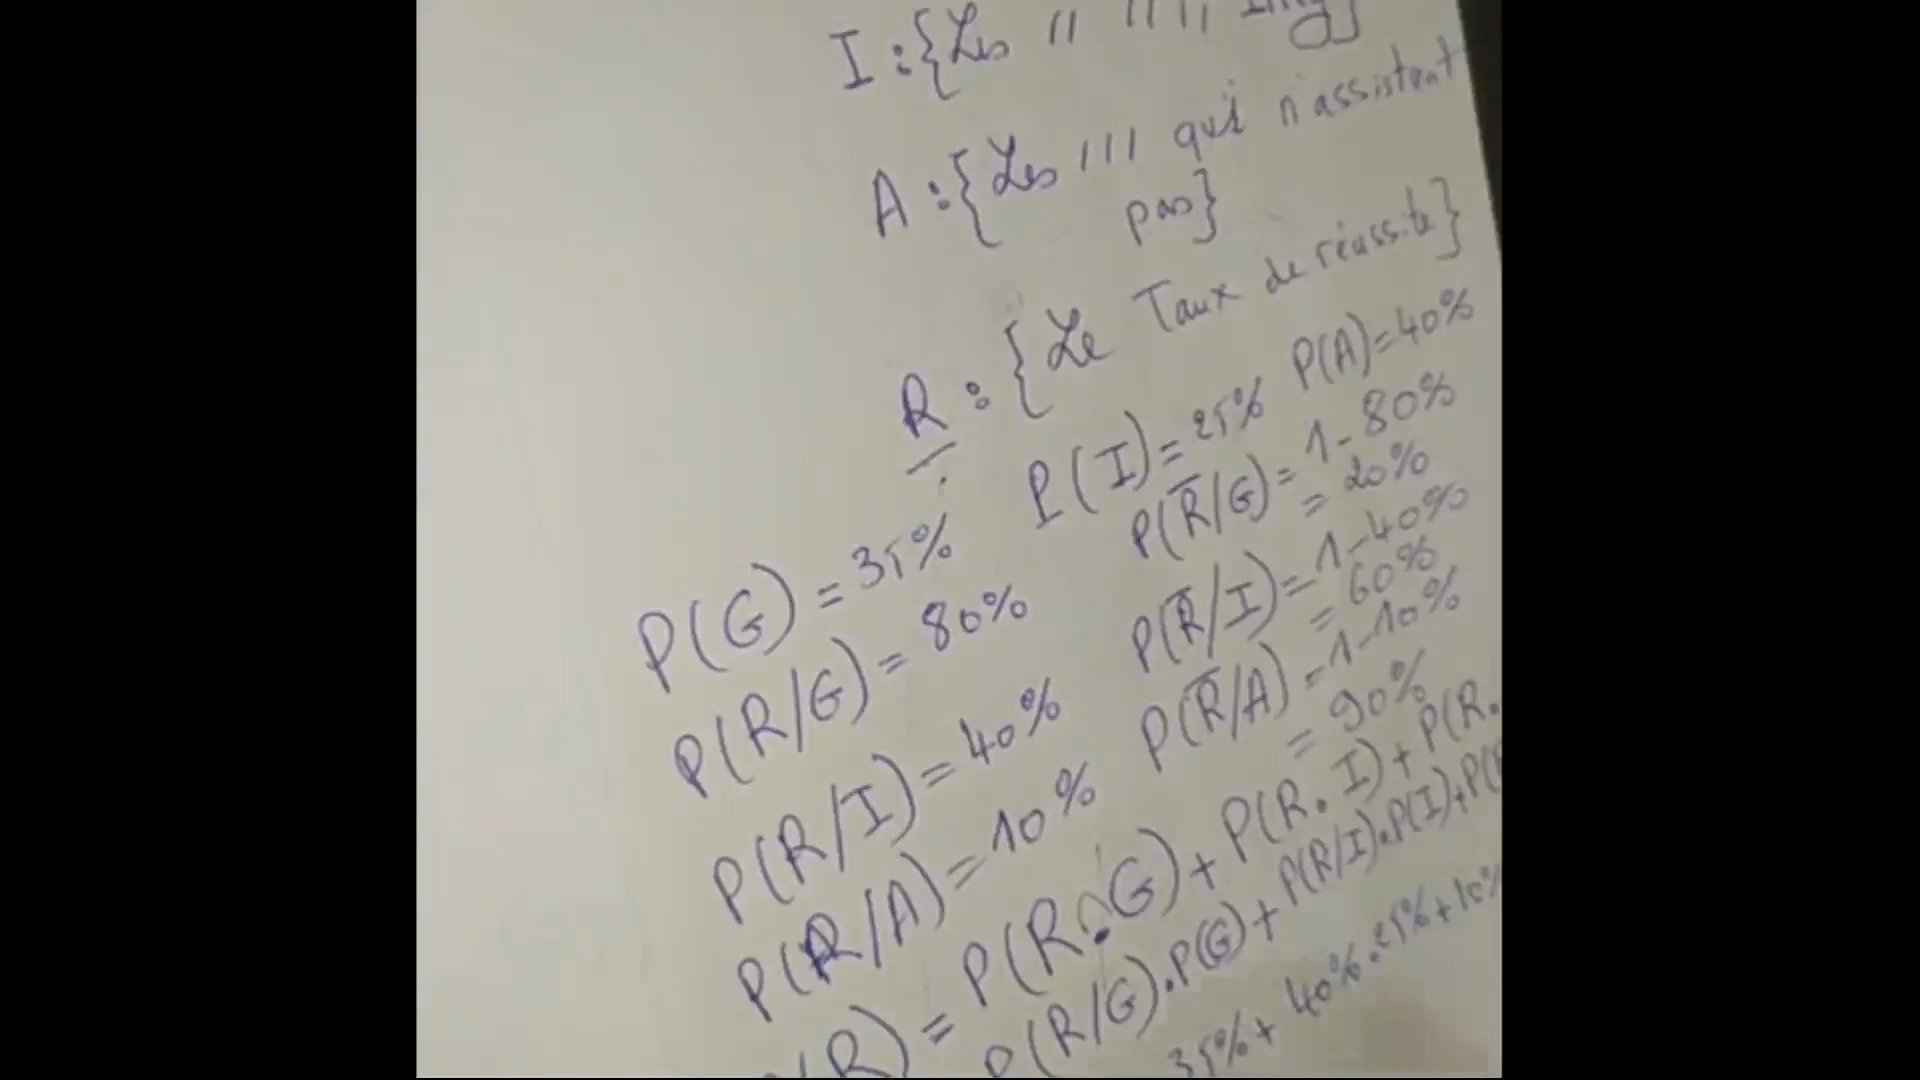 I : {Les " " "
A : {Les " ' qui n'assistent
pas}
R : {Le Taux de réussite}
P(I) = 25% P(A) = 40%
P(G) = 35% P(R̄/G) = 1 - 80%
= 20%
P(R/G) = 80% P(R̄/I) = 1 - 40%
= 60%
P(R/I) = 40% P(R̄/A) = 1 - 10%
= 90%
P(R/A) = 10%
(R) = P(R.G) + P(R.I) + P(R.
P(R/G).P(G) + P(R/I).P(I) + P(
35% + 40%.25% + 10%